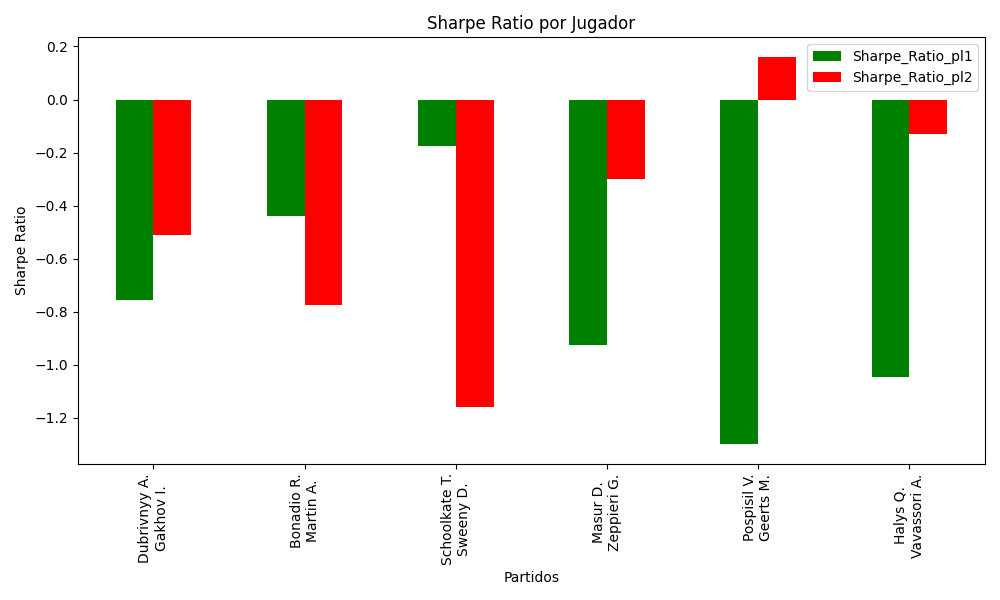 Sharpe Ratio por Jugador
Sharpe_Ratio_pl1
Sharpe_Ratio_pl2
Sharpe Ratio
0.2
0.0
−0.2
−0.4
−0.6
−0.8
−1.0
−1.2
Dubrivnyy A.
Gakhov I.
Bonadio R.
Martin A.
Schoolkate T.
Sweeny D.
Masur D.
Zeppieri G.
Pospisil V.
Geerts M.
Halys Q.
Vavassori A.
Partidos